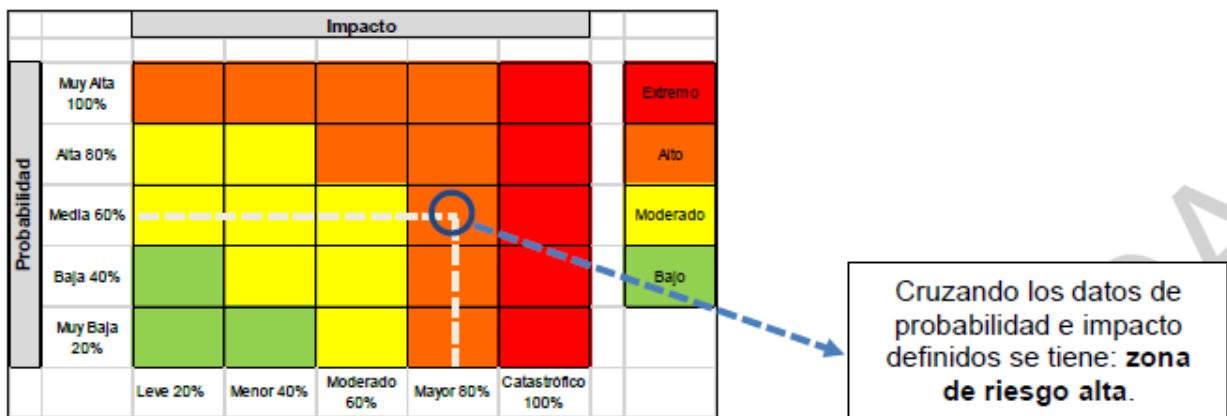 Impacto
Probabilidad
Muy Alta
100%
Extremo
Alta 80%
Alto
Media 60%
Moderado
Baja 40%
Bajo
Muy Baja
20%
Leve 20%
Menor 40%
Moderado
60%
Mayor 80%
Catastrófico
100%
Cruzando los datos de
probabilidad e impacto
definidos se tiene: zona
de riesgo alta.